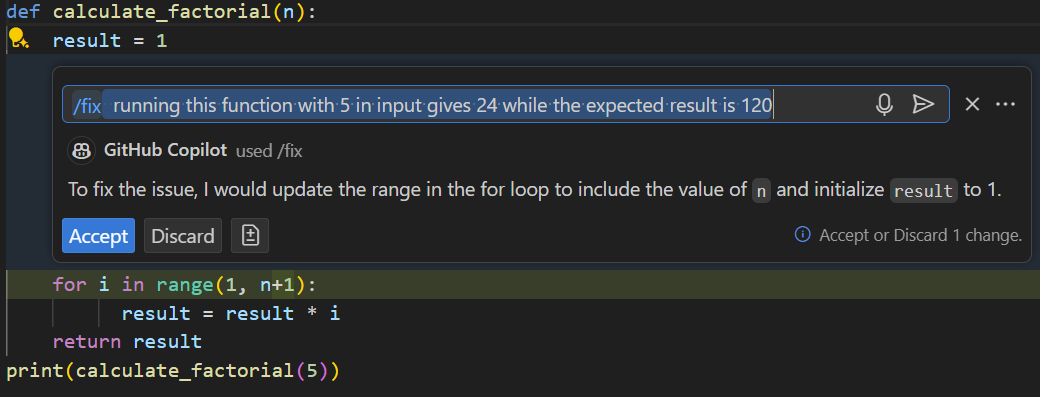 def calculate_factorial(n):
result = 1
/fix running this function with 5 in input gives 24 while the expected result is 120
GitHub Copilot used /fix
To fix the issue, I would update the range in the for loop to include the value of n and initialize result to 1.
Accept Discard Accept or Discard 1 change.
for i in range(1, n+1):
result = result * i
return result
print(calculate_factorial(5))